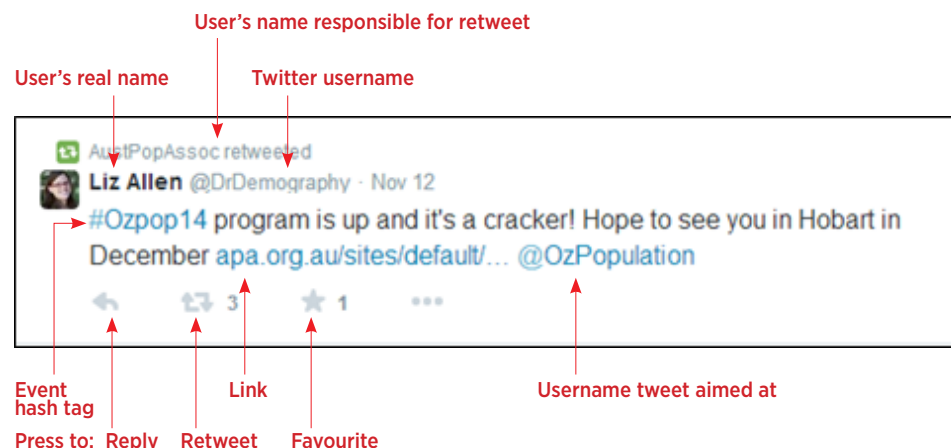 User's name responsible for retweet
User's real name
Twitter username
AustPopAssoc retweeted
Liz Allen @DrDemography · Nov 12
#Ozpop14 program is up and it's a cracker! Hope to see you in Hobart in
December apa.org.au/sites/default/... @OzPopulation
3
1
Event
hash tag
Link
Username tweet aimed at
Press to: Reply Retweet Favourite